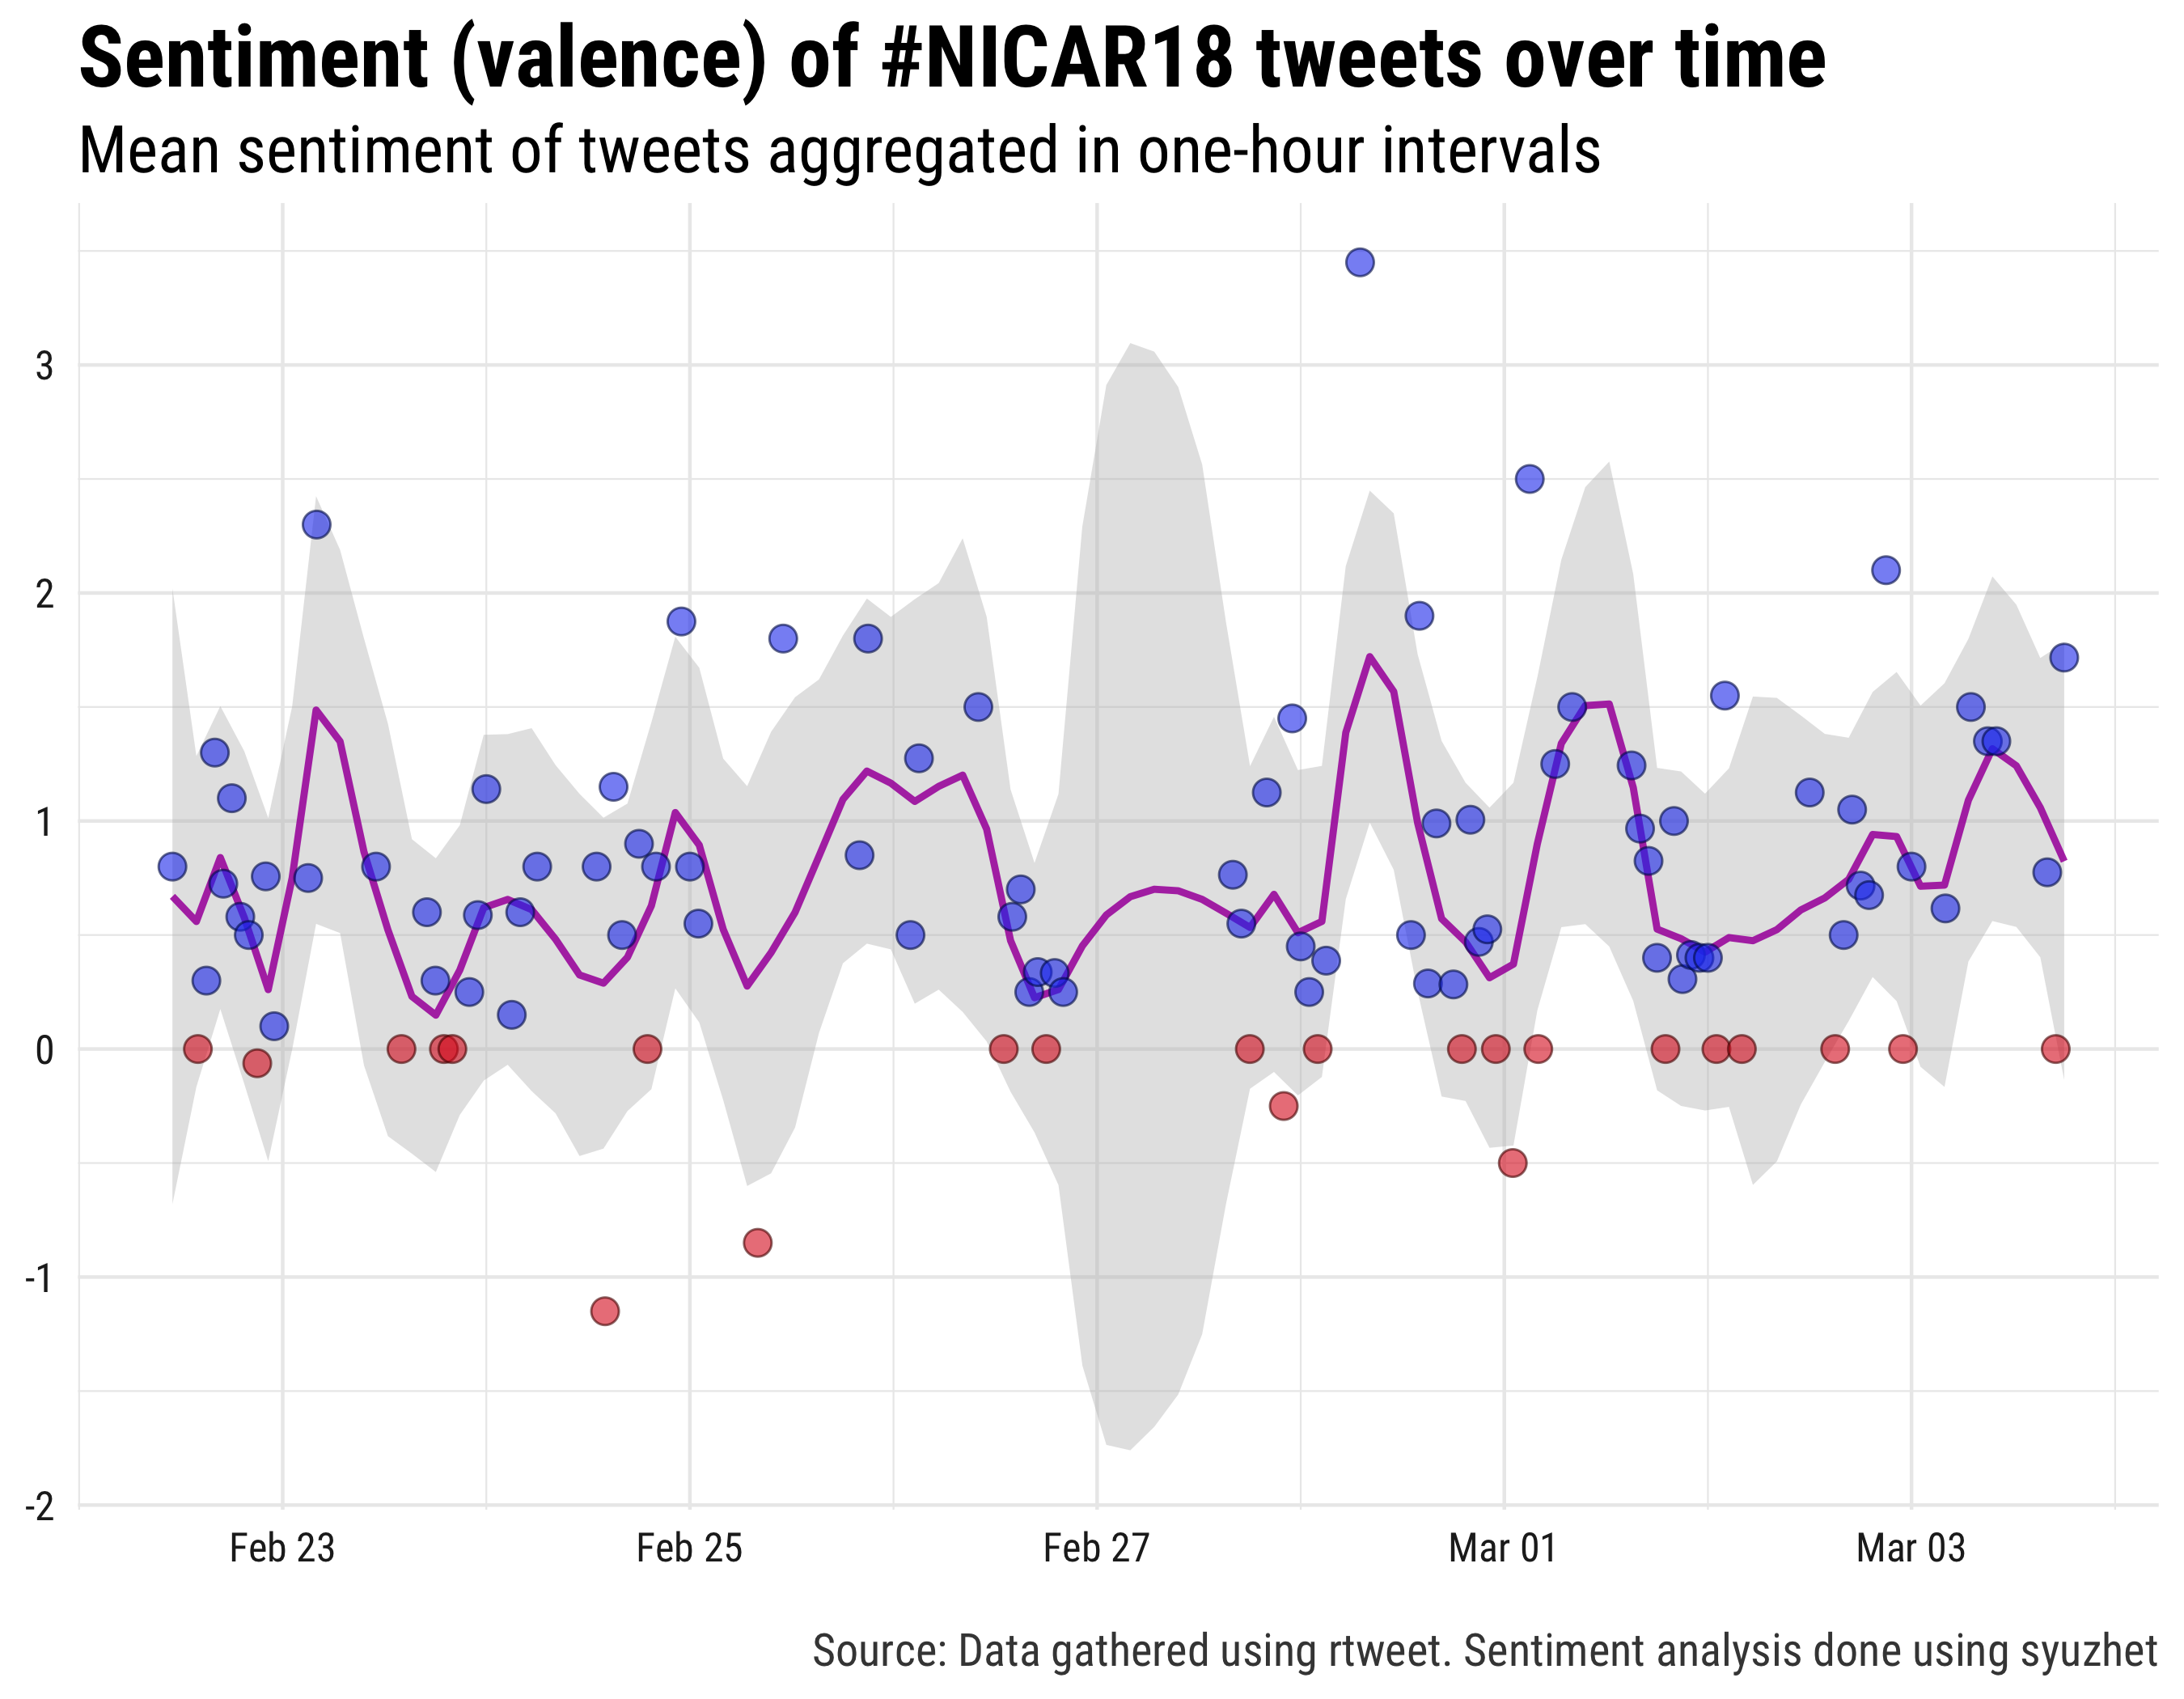 Sentiment (valence) of #NICAR18 tweets over time
Mean sentiment of tweets aggregated in one-hour intervals
3
2
1
0
-1
-2
Feb 23 Feb 25 Feb 27 Mar 01 Mar 03
Source: Data gathered using rtweet. Sentiment analysis done using syuzhet